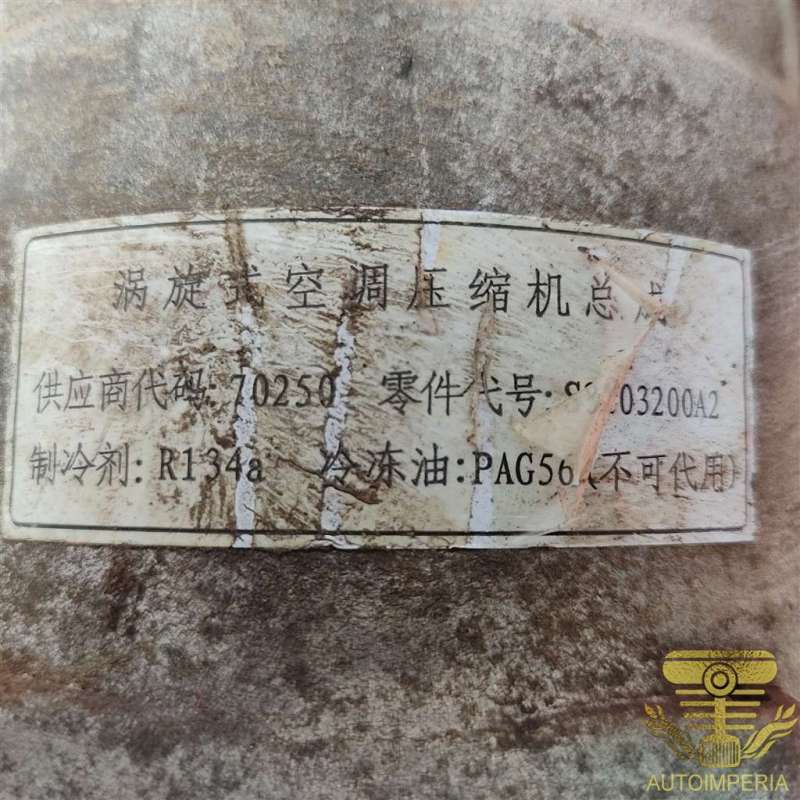 涡旋式空调压缩机总成
供应商代码: 70250 零件代号:
制冷剂: R134a 冷冻油: PAG56 (不可代用)
AUTOIMPERIA